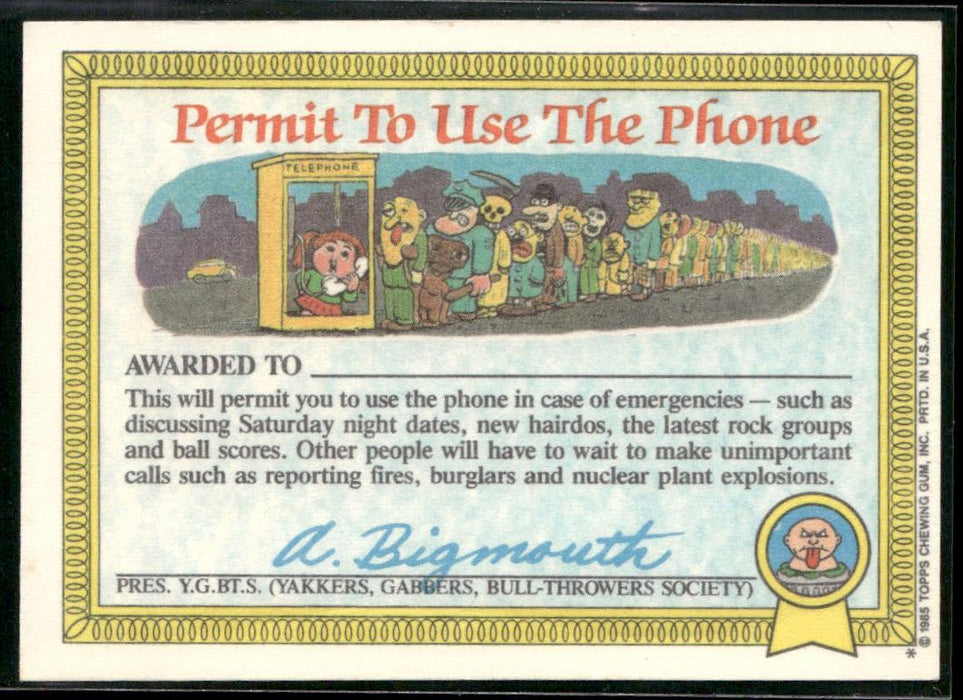 Permit To Use The Phone
TELEPHONE
AWARDED TO
This will permit you to use the phone in case of emergencies — such as
discussing Saturday night dates, new hairdos, the latest rock groups
and ball scores. Other people will have to wait to make unimportant
calls such as reporting fires, burglars and nuclear plant explosions.
A. Bigmouth
PRES. Y.G.BT.S. (YAKKERS, GABBERS, BULL-THROWERS SOCIETY)
* © 1985 TOPPS CHEWING GUM, INC. PRTD. IN U.S.A.